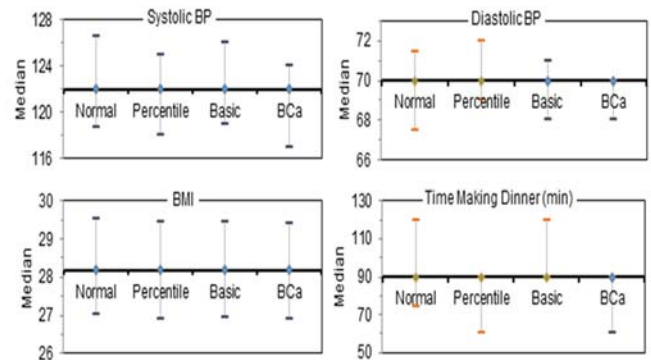 Systolic BP
128
124
120
116
Median
Normal Percentile Basic BCa
Diastolic BP
72
70
68
66
Median
Normal Percentile Basic BCa
BMI
30
29
28
27
26
Median
Normal Percentile Basic BCa
Time Making Dinner (min)
130
110
90
70
50
Median
Normal Percentile Basic BCa